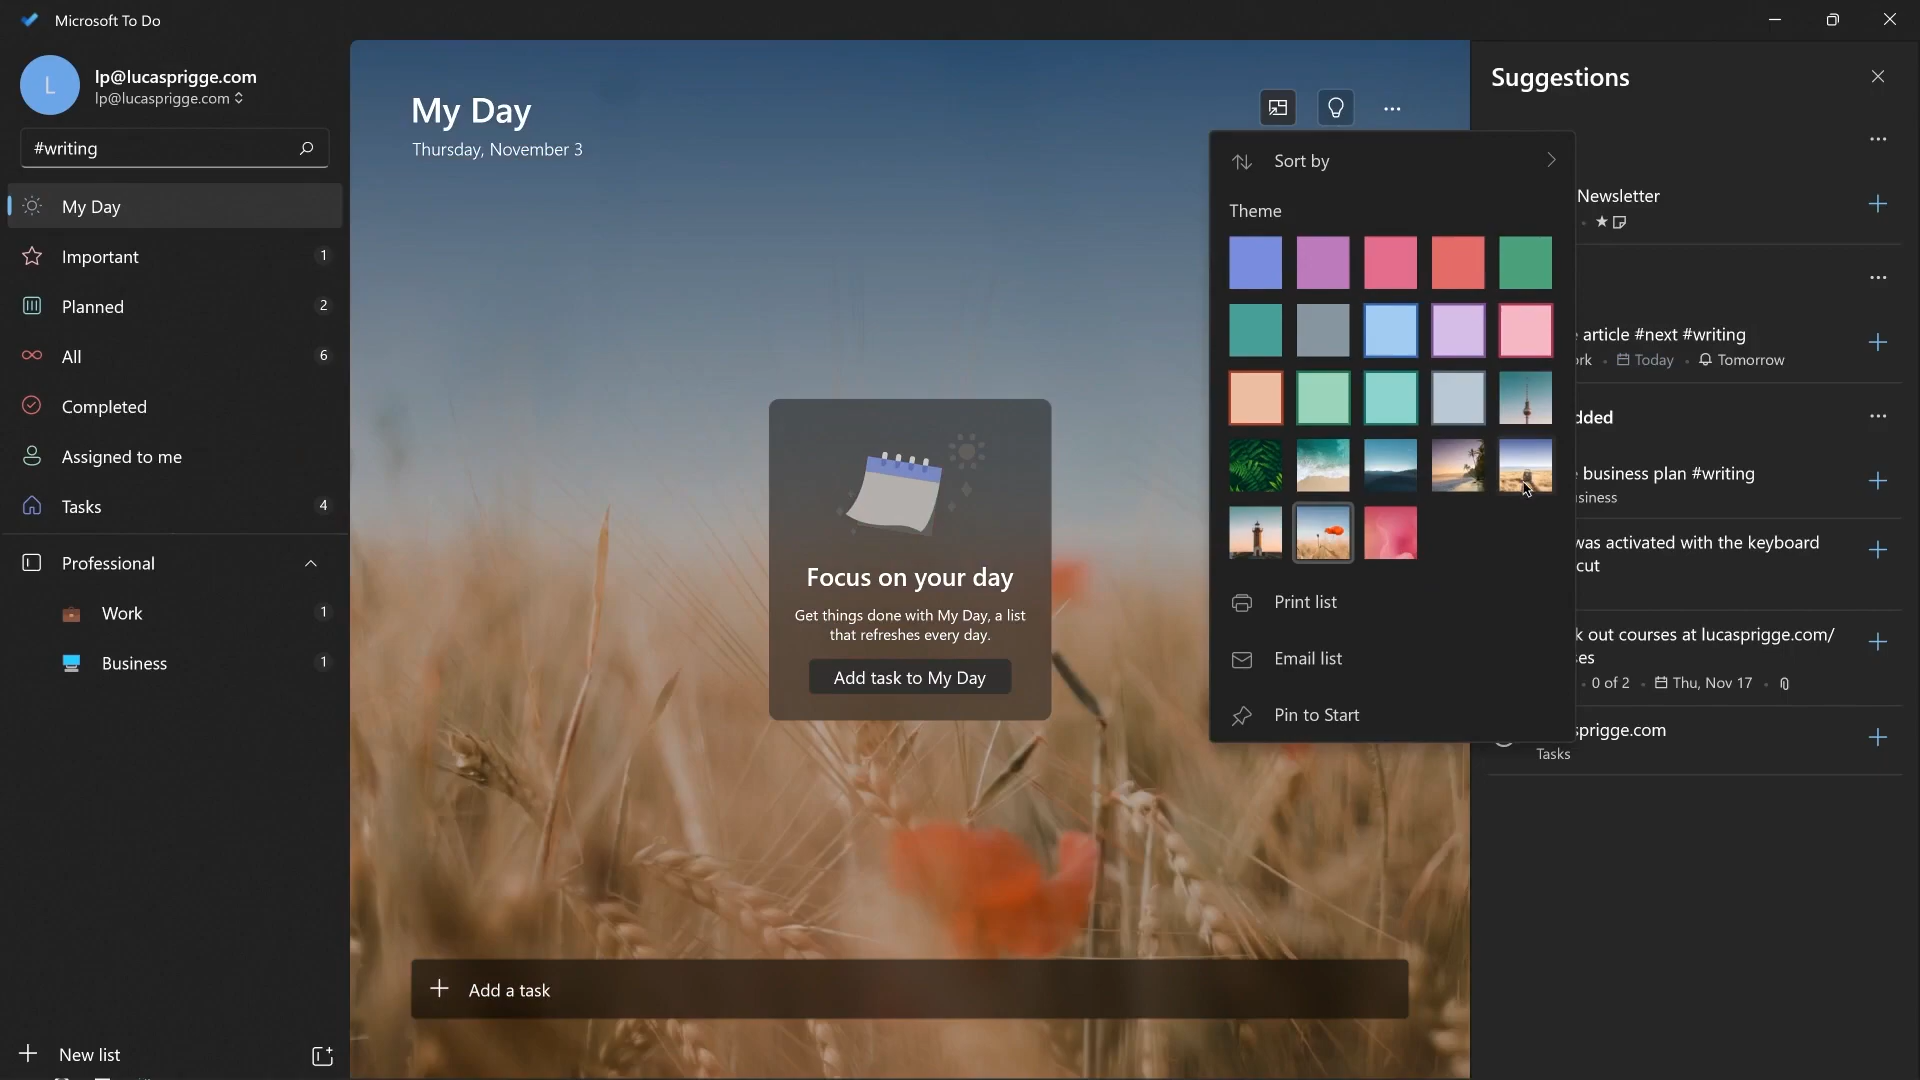 Microsoft To Do
L
lp@lucasprigge.com
lp@lucasprigge.com
#writing
My Day
Important 1
Planned 2
All 6
Completed
Assigned to me
Tasks 4
Professional
Work 1
Business 1
New list
My Day
Thursday, November 3
Focus on your day
Get things done with My Day, a list
that refreshes every day.
Add task to My Day
Add a task
Sort by
Theme
Print list
Email list
Pin to Start
Suggestions
Newsletter
article #next #writing
rk • Today • Tomorrow
dded
business plan #writing
siness
was activated with the keyboard
cut
k out courses at lucasprigge.com/
es
• 0 of 2 • Thu, Nov 17 •
sprigge.com
Tasks